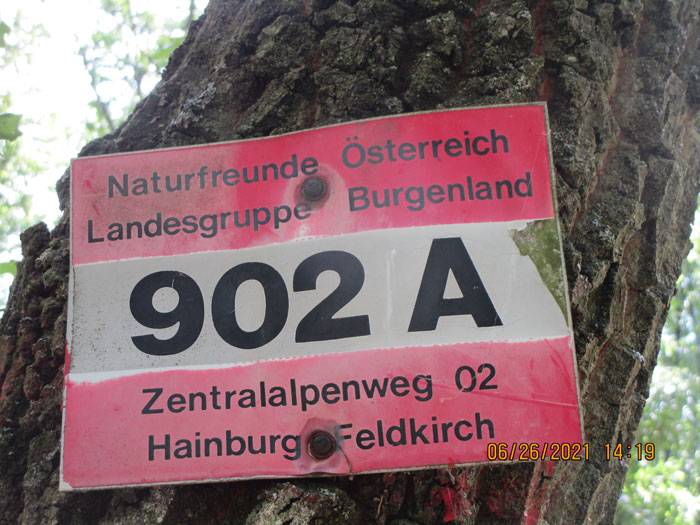 Naturfreunde Österreich
Landesgruppe Burgenland
902 A
Zentralalpenweg 02
Hainburg Feldkirch
06/26/2021 14:19